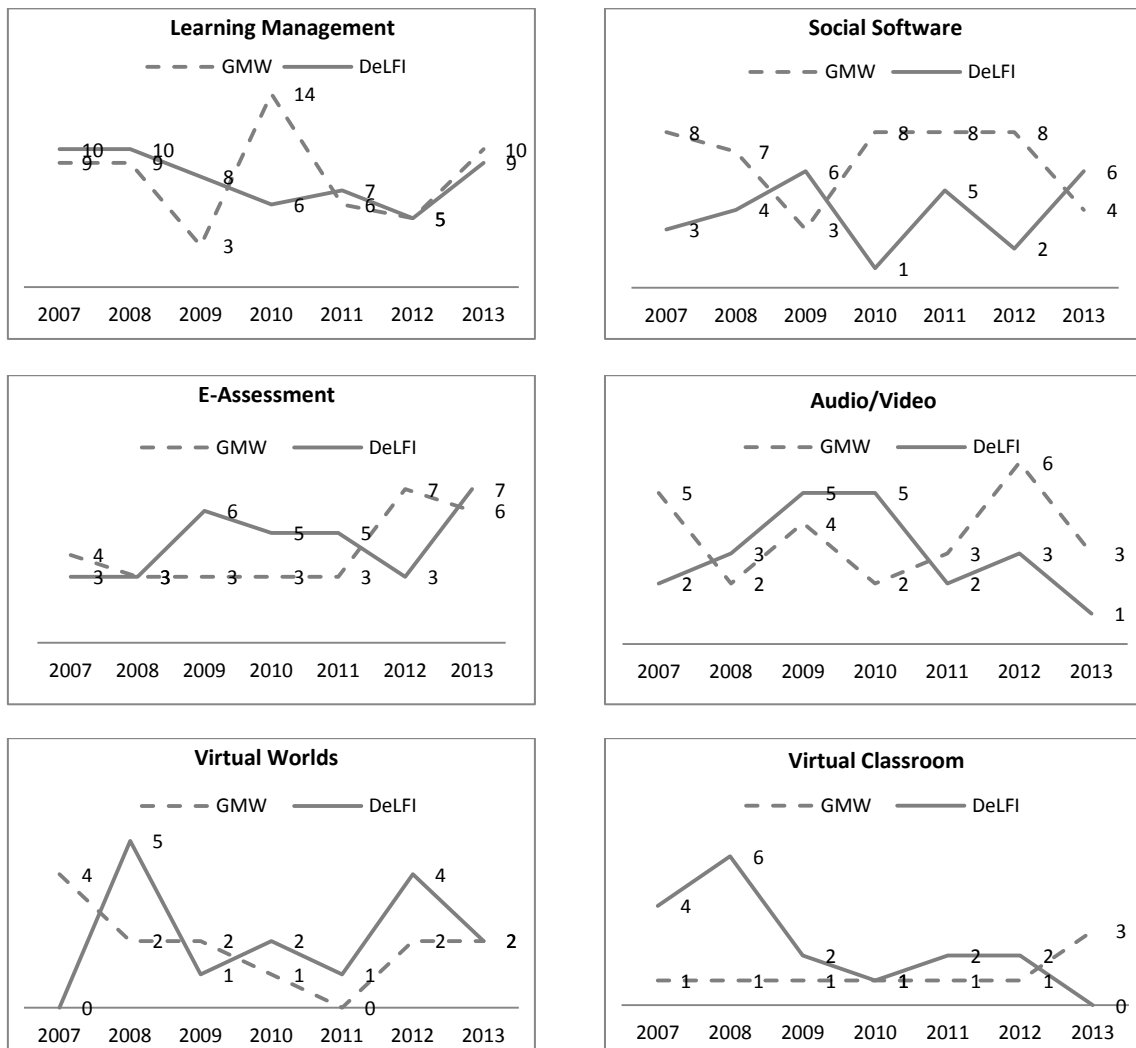 Learning Management
GMW DeLFI
14
10 10 10
9 9 8 7 9
6 6
5 5
3
2007 2008 2009 2010 2011 2012 2013
Social Software
GMW DeLFI
8 8 8 8
7
6 6
5
3 4 3 4
2
1
2007 2008 2009 2010 2011 2012 2013
E-Assessment
GMW DeLFI
7 7
6 6
4 5 5
3 3 3 3 3 3 3
2007 2008 2009 2010 2011 2012 2013
Audio/Video
GMW DeLFI
6
5 5 5
4
3 3 3 3
2 2 2 2
1
2007 2008 2009 2010 2011 2012 2013
Virtual Worlds
GMW DeLFI
5
4 4
2 2 2 2 2 2
1 1 1
0 0
2007 2008 2009 2010 2011 2012 2013
Virtual Classroom
GMW DeLFI
6
4
3
2 2 2
1 1 1 1 1 1 1
0
2007 2008 2009 2010 2011 2012 2013